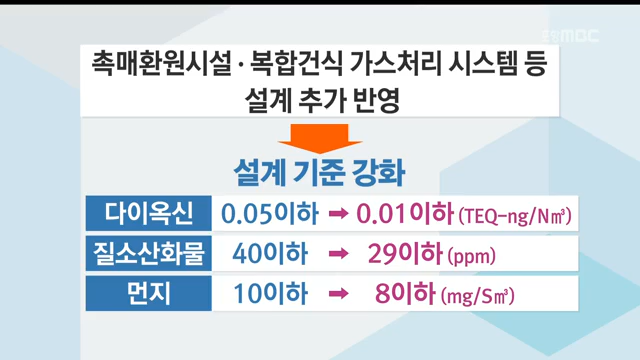 촉매환원시설·복합건식 가스처리 시스템 등
설계 추가 반영
설계 기준 강화
다이옥신 0.05이하 ➡ 0.01이하 (TEQ-ng/N㎥)
질소산화물 40이하 ➡ 29이하 (ppm)
먼지 10이하 ➡ 8이하 (mg/S㎥)